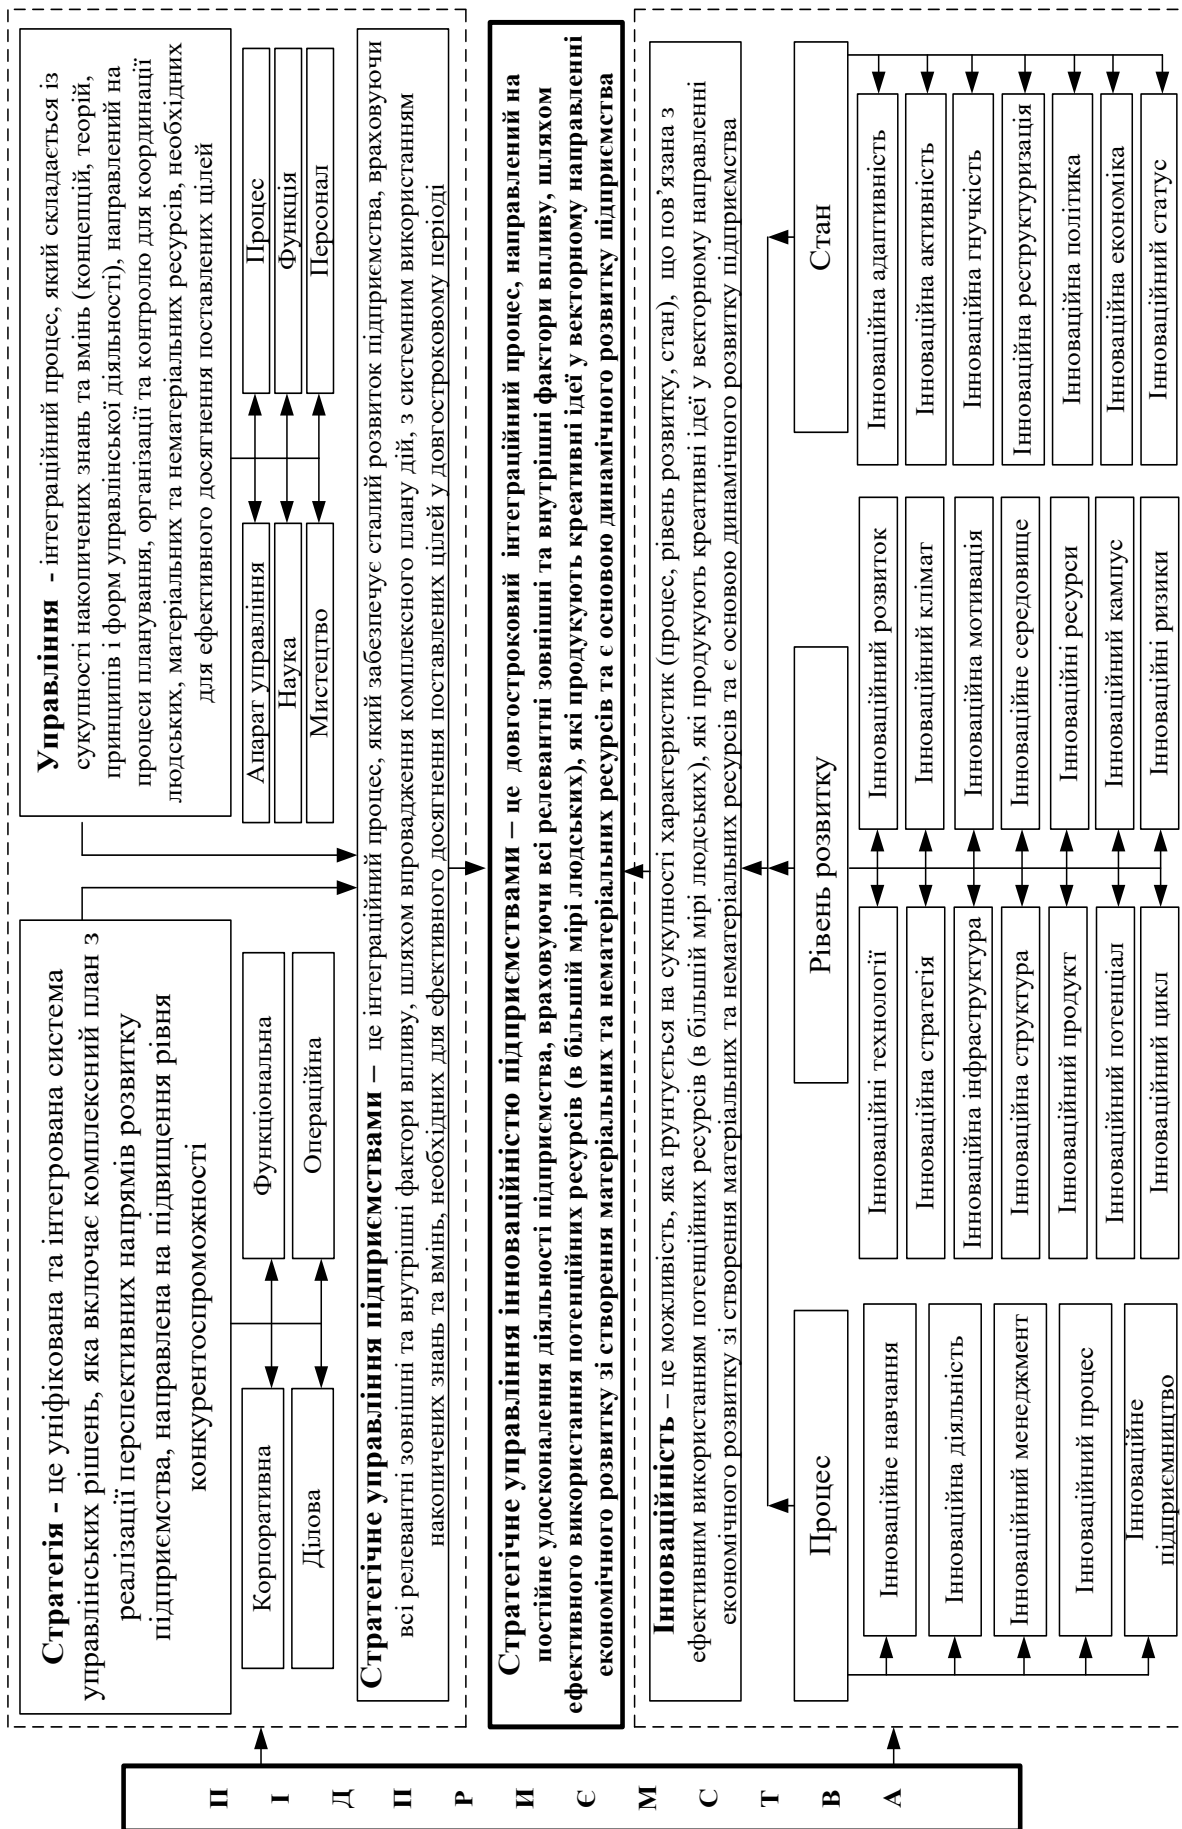 П
І
Д
П
Р
И
Є
М
С
Т
В
А
Стратегія - це уніфікована та інтегрована система
управлінських рішень, яка включає комплексний план з
реалізації перспективних напрямів розвитку
підприємства, направлена на підвищення рівня
конкурентоспроможності
Корпоративна
Ділова
Функціональна
Операційна
Управління - інтеграційний процес, який складається із
сукупності накопичених знань та вмінь (концепцій, теорій,
принципів і форм управлінської діяльності), направлений на
процеси планування, організації та контролю для координації
людських, матеріальних та нематеріальних ресурсів, необхідних
для ефективного досягнення поставлених цілей
Апарат управління
Наука
Мистецтво
Процес
Функція
Персонал
Стратегічне управління підприємствами – це інтеграційний процес, який забезпечує сталий розвиток підприємства, враховуючи
всі релевантні зовнішні та внутрішні фактори впливу, шляхом впровадження комплексного плану дій, з системним використанням
накопичених знань та вмінь, необхідних для ефективного досягнення поставлених цілей у довгостроковому періоді
Стратегічне управління інноваційністю підприємствами – це довгостроковий інтеграційний процес, направлений на
постійне удосконалення діяльності підприємства, враховуючи всі релевантні зовнішні та внутрішні фактори впливу, шляхом
ефективного використання потенційних ресурсів (в більшій мірі людських), які продукують креативні ідеї у векторному направленні
економічного розвитку зі створення матеріальних та нематеріальних ресурсів та є основою динамічного розвитку підприємства
Інноваційність – це можливість, яка ґрунтується на сукупності характеристик (процес, рівень розвитку, стан), що пов’язана з
ефективним використанням потенційних ресурсів (в більшій мірі людських), які продукують креативні ідеї у векторному направленні
економічного розвитку зі створення матеріальних та нематеріальних ресурсів та є основою динамічного розвитку підприємства
Процес
Інноваційне навчання
Інноваційна діяльність
Інноваційний менеджмент
Інноваційний процес
Інноваційне
підприємництво
Рівень розвитку
Інноваційні технології
Інноваційна стратегія
Інноваційна інфраструктура
Інноваційна структура
Інноваційний продукт
Інноваційний потенціал
Інноваційний цикл
Інноваційний розвиток
Інноваційний клімат
Інноваційна мотивація
Інноваційне середовище
Інноваційні ресурси
Інноваційний кампус
Інноваційні ризики
Стан
Інноваційна адаптивність
Інноваційна активність
Інноваційна гнучкість
Інноваційна реструктуризація
Інноваційна політика
Інноваційна економіка
Інноваційний статус